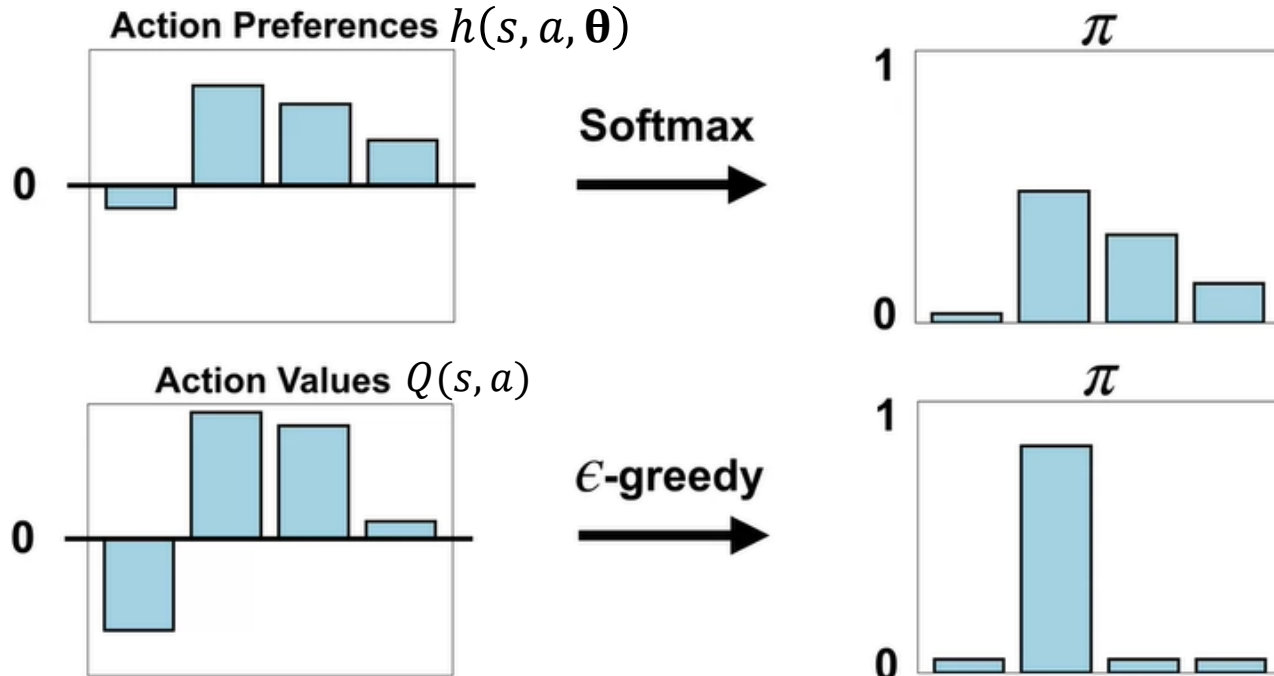 Action Preferences h(s, a, θ)
π
1
0
Softmax
0
Action Values Q(s, a)
π
1
0
ϵ-greedy
0